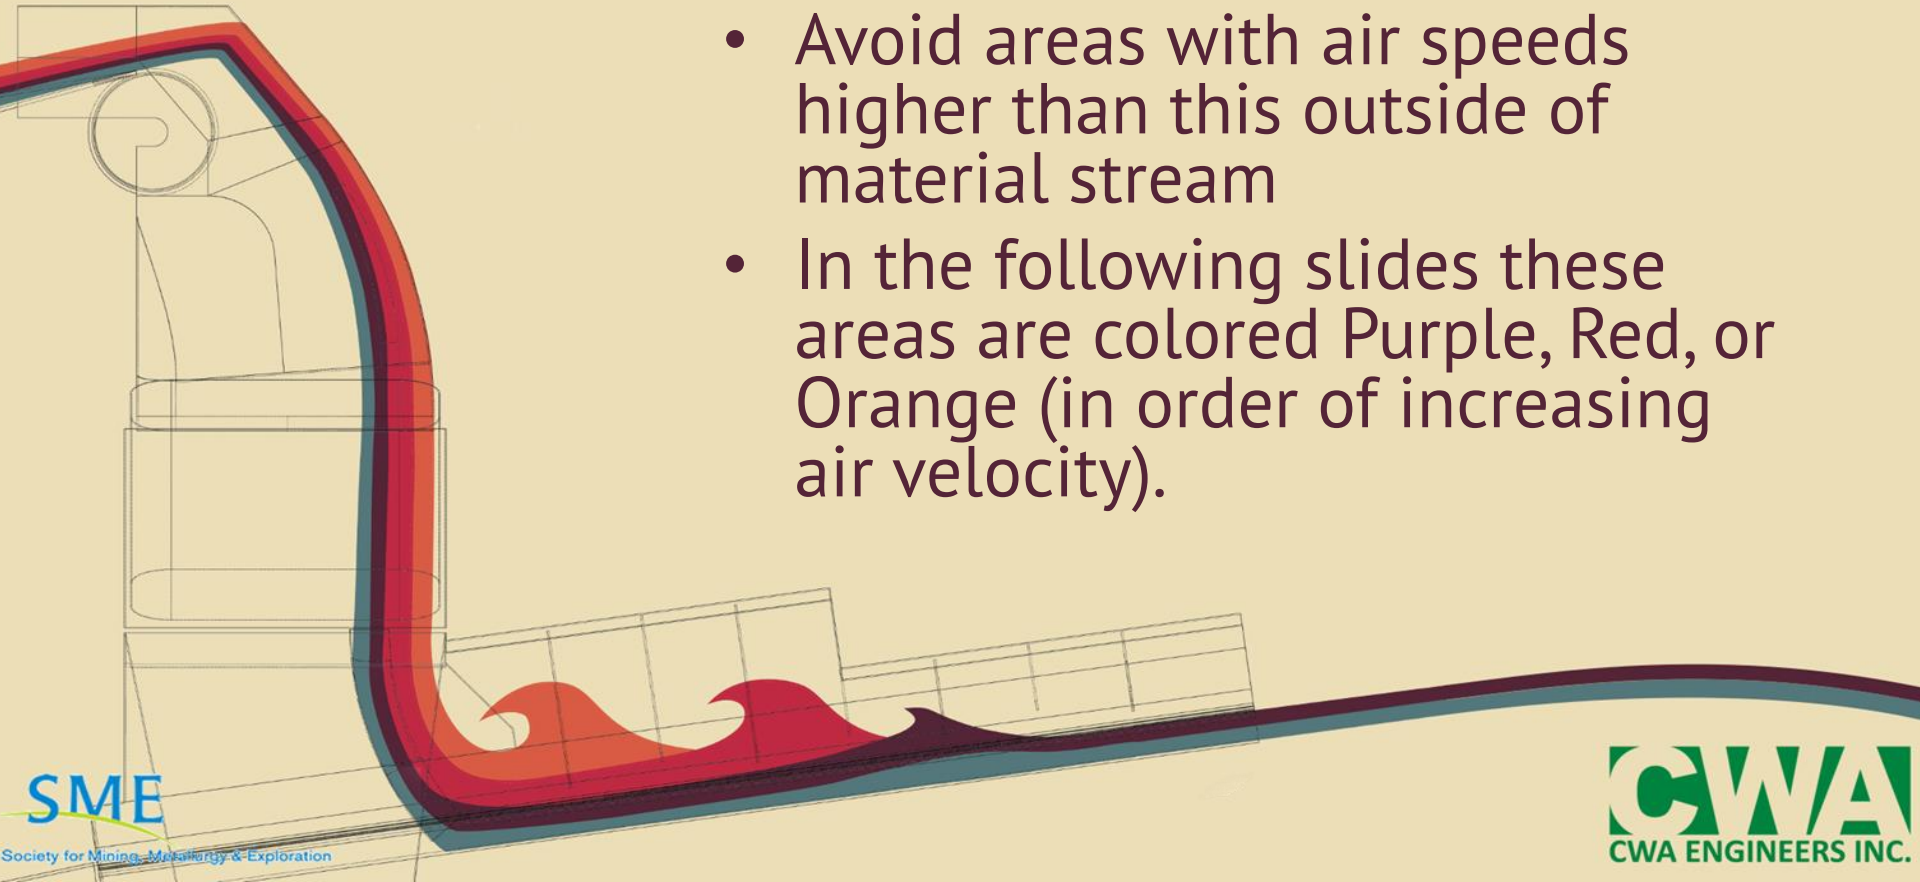 • Avoid areas with air speeds
higher than this outside of
material stream
• In the following slides these
areas are colored Purple, Red, or
Orange (in order of increasing
air velocity).
SME
Society for Mining, Metallurgy & Exploration
CWA
CWA ENGINEERS INC.